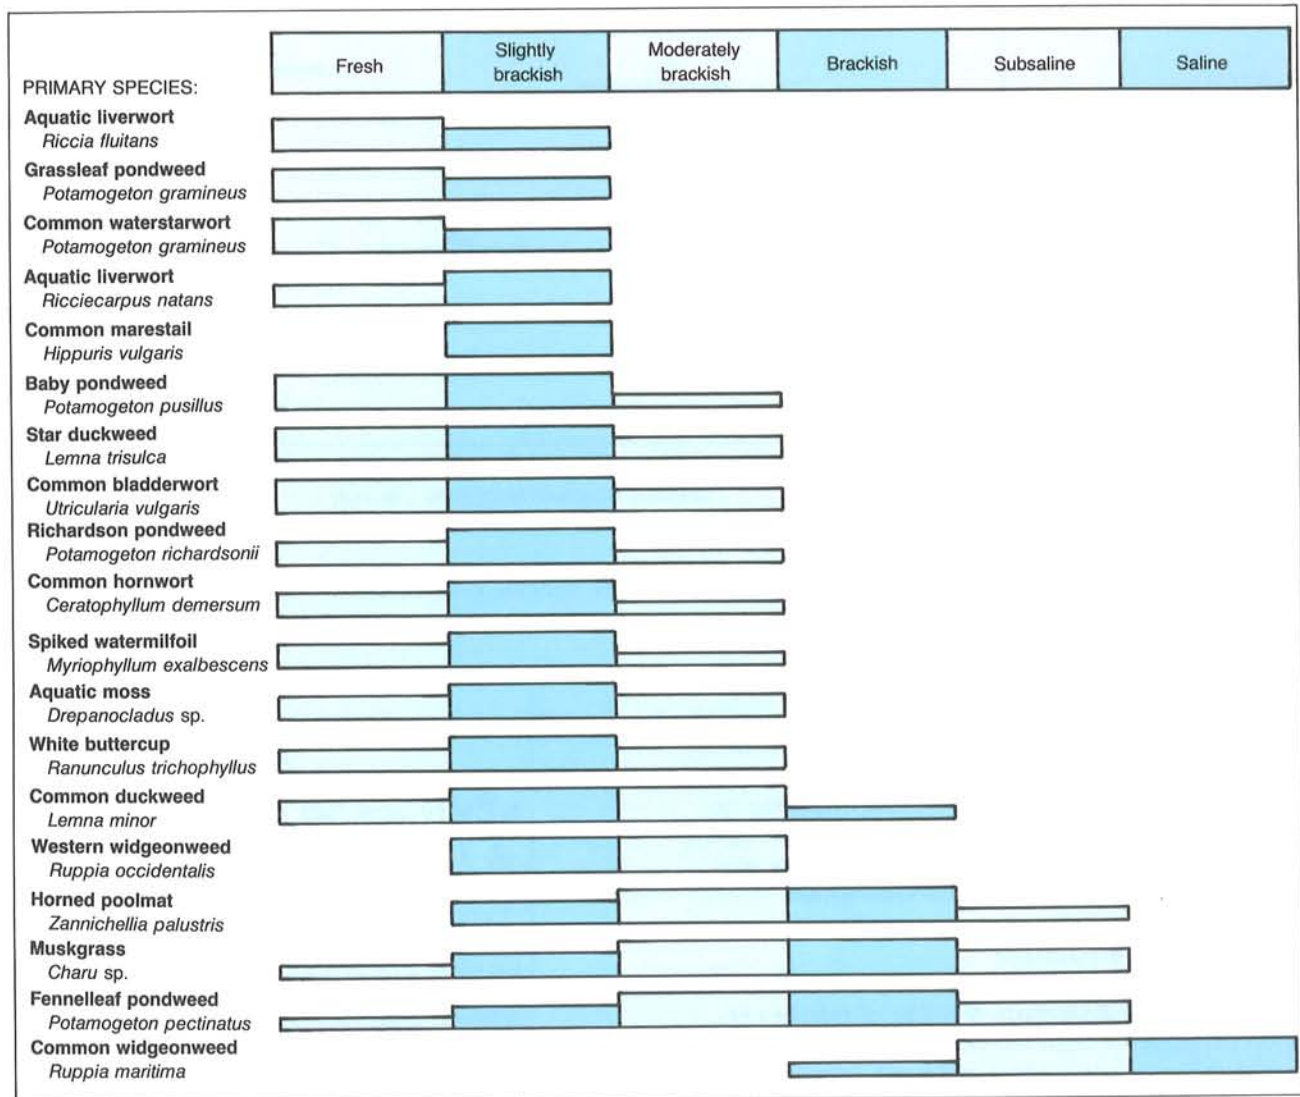 Fresh
Slightly
brackish
Moderately
brackish
Brackish
Subsaline
Saline
PRIMARY SPECIES:
Aquatic liverwort
Riccia fluitans
Grassleaf pondweed
Potamogeton gramineus
Common waterstarwort
Potamogeton gramineus
Aquatic liverwort
Ricciecarpus natans
Common marestail
Hippuris vulgaris
Baby pondweed
Potamogeton pusillus
Star duckweed
Lemna trisulca
Common bladderwort
Utricularia vulgaris
Richardson pondweed
Potamogeton richardsonii
Common hornwort
Ceratophyllum demersum
Spiked watermilfoil
Myriophyllum exalbescens
Aquatic moss
Drepanocladus sp.
White buttercup
Ranunculus trichophyllus
Common duckweed
Lemna minor
Western widgeonweed
Ruppia occidentalis
Horned poolmat
Zannichellia palustris
Muskgrass
Charu sp.
Fennelleaf pondweed
Potamogeton pectinatus
Common widgeonweed
Ruppia maritima